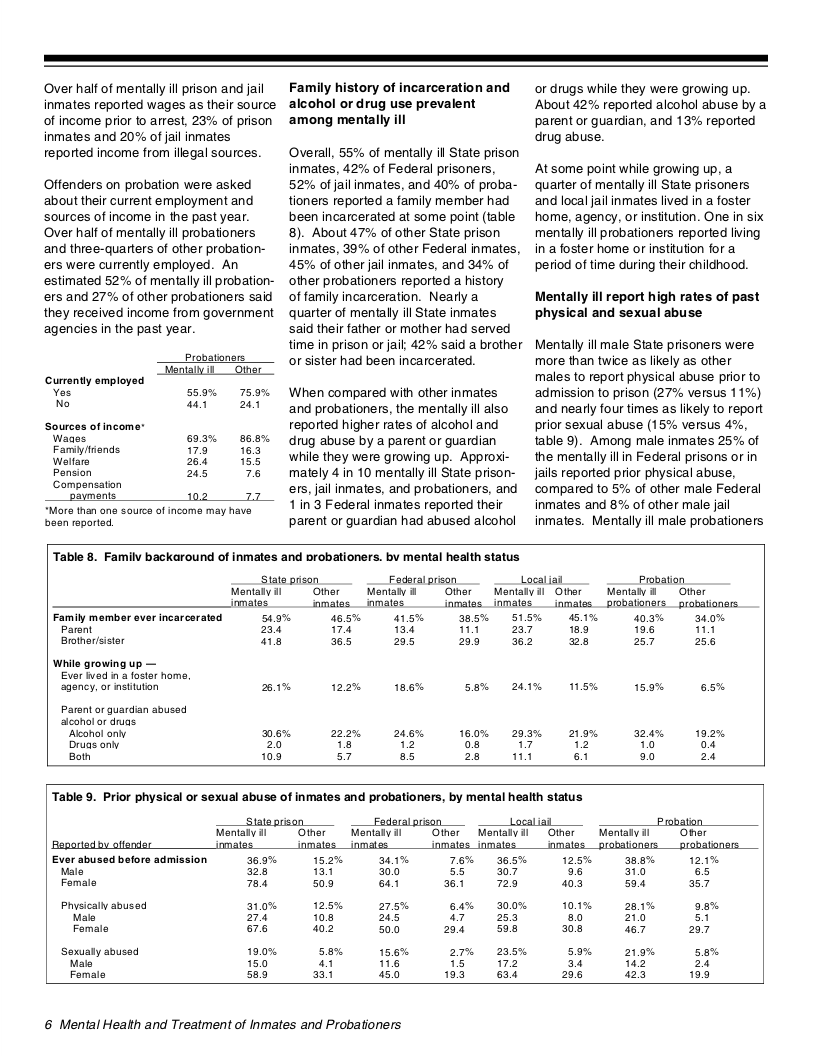 Over half of mentally ill prison and jail
inmates reported wages as their source
of income prior to arrest, 23% of prison
inmates and 20% of jail inmates
reported income from illegal sources.
Offenders on probation were asked
about their current employment and
sources of income in the past year.
Over half of mentally ill probationers
and three-quarters of other probation-
ers were currently employed. An
estimated 52% of mentally ill probation-
ers and 27% of other probationers said
they received income from government
agencies in the past year.
Probationers
Mentally ill Other
Currently employed
Yes 55.9% 75.9%
No 44.1 24.1
Sources of income*
Wages 69.3% 86.8%
Family/friends 17.9 16.3
Welfare 26.4 15.5
Pension 24.5 7.6
Compensation
payments 10.2 7.7
*More than one source of income may have
been reported.
Family history of incarceration and
alcohol or drug use prevalent
among mentally ill
Overall, 55% of mentally ill State prison
inmates, 42% of Federal prisoners,
52% of jail inmates, and 40% of proba-
tioners reported a family member had
been incarcerated at some point (table
8). About 47% of other State prison
inmates, 39% of other Federal inmates,
45% of other jail inmates, and 34% of
other probationers reported a history
of family incarceration. Nearly a
quarter of mentally ill State inmates
said their father or mother had served
time in prison or jail; 42% said a brother
or sister had been incarcerated.
When compared with other inmates
and probationers, the mentally ill also
reported higher rates of alcohol and
drug abuse by a parent or guardian
while they were growing up. Approxi-
mately 4 in 10 mentally ill State prison-
ers, jail inmates, and probationers, and
1 in 3 Federal inmates reported their
parent or guardian had abused alcohol
or drugs while they were growing up.
About 42% reported alcohol abuse by a
parent or guardian, and 13% reported
drug abuse.
At some point while growing up, a
quarter of mentally ill State prisoners
and local jail inmates lived in a foster
home, agency, or institution. One in six
mentally ill probationers reported living
in a foster home or institution for a
period of time during their childhood.
Mentally ill report high rates of past
physical and sexual abuse
Mentally ill male State prisoners were
more than twice as likely as other
males to report physical abuse prior to
admission to prison (27% versus 11%)
and nearly four times as likely to report
prior sexual abuse (15% versus 4%,
table 9). Among male inmates 25% of
the mentally ill in Federal prisons or in
jails reported prior physical abuse,
compared to 5% of other male Federal
inmates and 8% of other male jail
inmates. Mentally ill male probationers
Table 8. Family background of inmates and probationers, by mental health status
State prison Federal prison Local jail Probation
Mentally ill Other Mentally ill Other Mentally ill Other Mentally ill Other
inmates inmates inmates inmates inmates inmates probationers probationers
Family member ever incarcerated 54.9% 46.5% 41.5% 38.5% 51.5% 45.1% 40.3% 34.0%
Parent 23.4 17.4 13.4 11.1 23.7 18.9 19.6 11.1
Brother/sister 41.8 36.5 29.5 29.9 36.2 32.8 25.7 25.6
While growing up —
Ever lived in a foster home,
agency, or institution 26.1% 12.2% 18.6% 5.8% 24.1% 11.5% 15.9% 6.5%
Parent or guardian abused
alcohol or drugs
Alcohol only 30.6% 22.2% 24.6% 16.0% 29.3% 21.9% 32.4% 19.2%
Drugs only 2.0 1.8 1.2 0.8 1.7 1.2 1.0 0.4
Both 10.9 5.7 8.5 2.8 11.1 6.1 9.0 2.4
Table 9. Prior physical or sexual abuse of inmates and probationers, by mental health status
State prison Federal prison Local jail Probation
Mentally ill Other Mentally ill Other Mentally ill Other Mentally ill Other
Reported by offender inmates inmates inmates inmates inmates inmates probationers probationers
Ever abused before admission 36.9% 15.2% 34.1% 7.6% 36.5% 12.5% 38.8% 12.1%
Male 32.8 13.1 30.0 5.5 30.7 9.6 31.0 6.5
Female 78.4 50.9 64.1 36.1 72.9 40.3 59.4 35.7
Physically abused 31.0% 12.5% 27.5% 6.4% 30.0% 10.1% 28.1% 9.8%
Male 27.4 10.8 24.5 4.7 25.3 8.0 21.0 5.1
Female 67.6 40.2 50.0 29.4 59.8 30.8 46.7 29.7
Sexually abused 19.0% 5.8% 15.6% 2.7% 23.5% 5.9% 21.9% 5.8%
Male 15.0 4.1 11.6 1.5 17.2 3.4 14.2 2.4
Female 58.9 33.1 45.0 19.3 63.4 29.6 42.3 19.9
6 Mental Health and Treatment of Inmates and Probationers